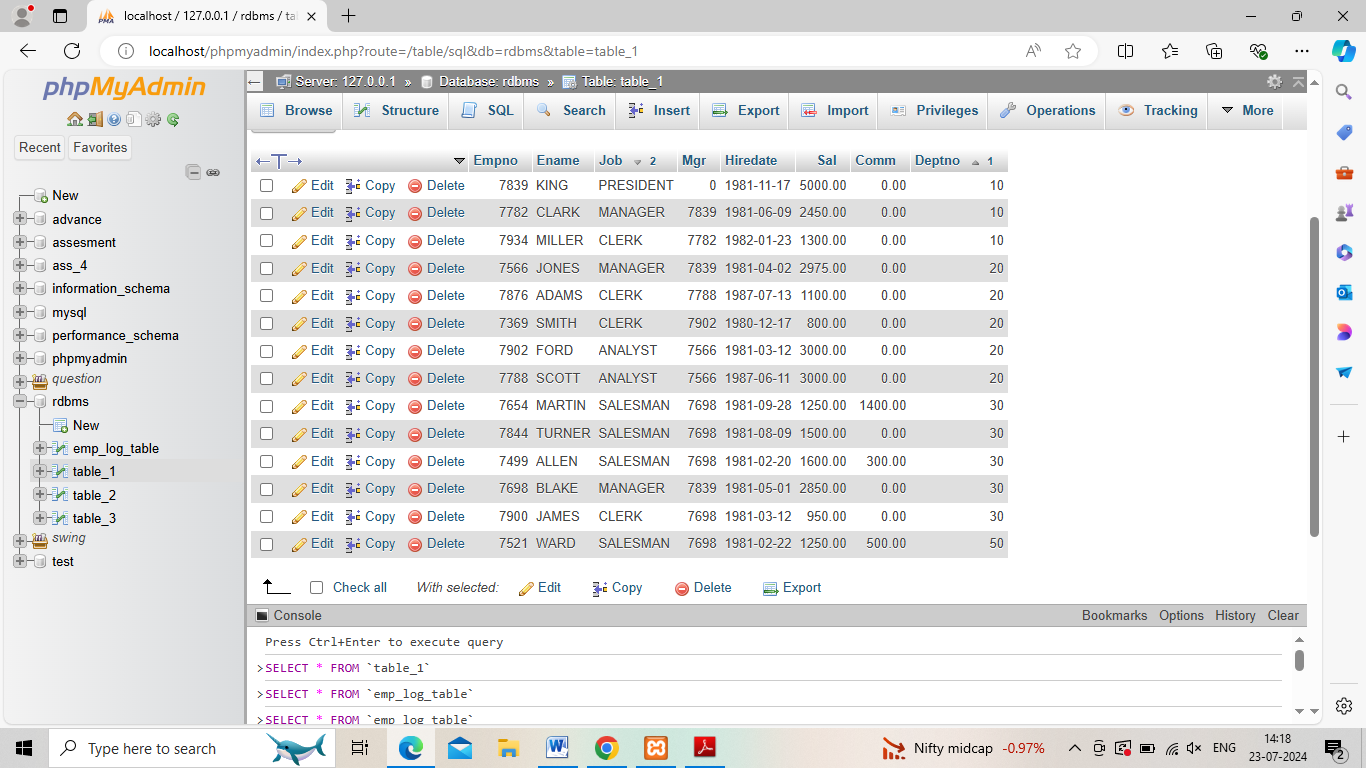 localhost / 127.0.0.1 / rdbms / ta
localhost/phpmyadmin/index.php?route=/table/sql&db=rdbms&table=table_1
phpMyAdmin
Recent Favorites
New
advance
assesment
ass_4
information_schema
mysql
performance_schema
phpmyadmin
question
rdbms
New
emp_log_table
table_1
table_2
table_3
swing
test
Server: 127.0.0.1 » Database: rdbms » Table: table_1
Browse Structure SQL Search Insert Export Import Privileges Operations Tracking More
Empno Ename Job 2 Mgr Hiredate Sal Comm Deptno 1
Edit Copy Delete 7839 KING PRESIDENT 0 1981-11-17 5000.00 0.00 10
Edit Copy Delete 7782 CLARK MANAGER 7839 1981-06-09 2450.00 0.00 10
Edit Copy Delete 7934 MILLER CLERK 7782 1982-01-23 1300.00 0.00 10
Edit Copy Delete 7566 JONES MANAGER 7839 1981-04-02 2975.00 0.00 20
Edit Copy Delete 7876 ADAMS CLERK 7788 1987-07-13 1100.00 0.00 20
Edit Copy Delete 7369 SMITH CLERK 7902 1980-12-17 800.00 0.00 20
Edit Copy Delete 7902 FORD ANALYST 7566 1981-03-12 3000.00 0.00 20
Edit Copy Delete 7788 SCOTT ANALYST 7566 1987-06-11 3000.00 0.00 20
Edit Copy Delete 7654 MARTIN SALESMAN 7698 1981-09-28 1250.00 1400.00 30
Edit Copy Delete 7844 TURNER SALESMAN 7698 1981-08-09 1500.00 0.00 30
Edit Copy Delete 7499 ALLEN SALESMAN 7698 1981-02-20 1600.00 300.00 30
Edit Copy Delete 7698 BLAKE MANAGER 7839 1981-05-01 2850.00 0.00 30
Edit Copy Delete 7900 JAMES CLERK 7698 1981-03-12 950.00 0.00 30
Edit Copy Delete 7521 WARD SALESMAN 7698 1981-02-22 1250.00 500.00 50
Check all With selected: Edit Copy Delete Export
Console Bookmarks Options History Clear
Press Ctrl+Enter to execute query
>SELECT * FROM `table_1`
>SELECT * FROM `emp_log_table`
>SELECT * FROM `emp_log_table`
Type here to search
Nifty midcap -0.97% ENG 14:18
23-07-2024 2